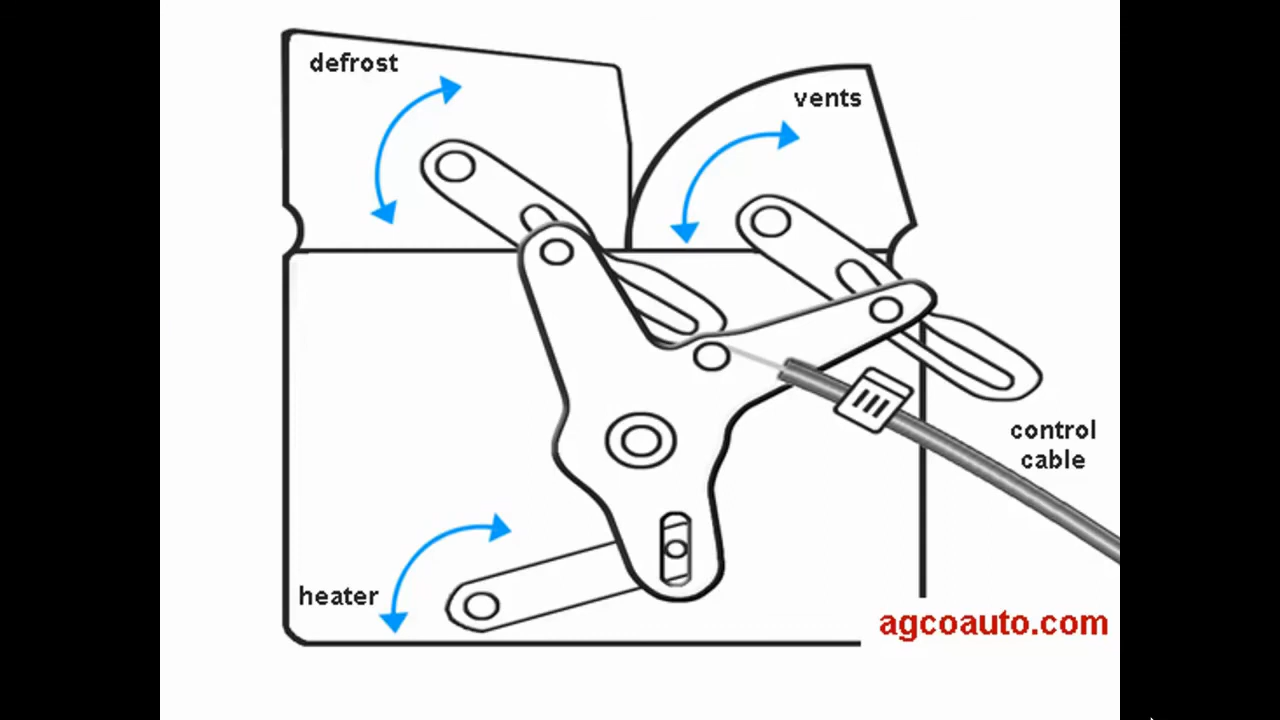 defrost
vents
control
cable
heater
agcoauto.com